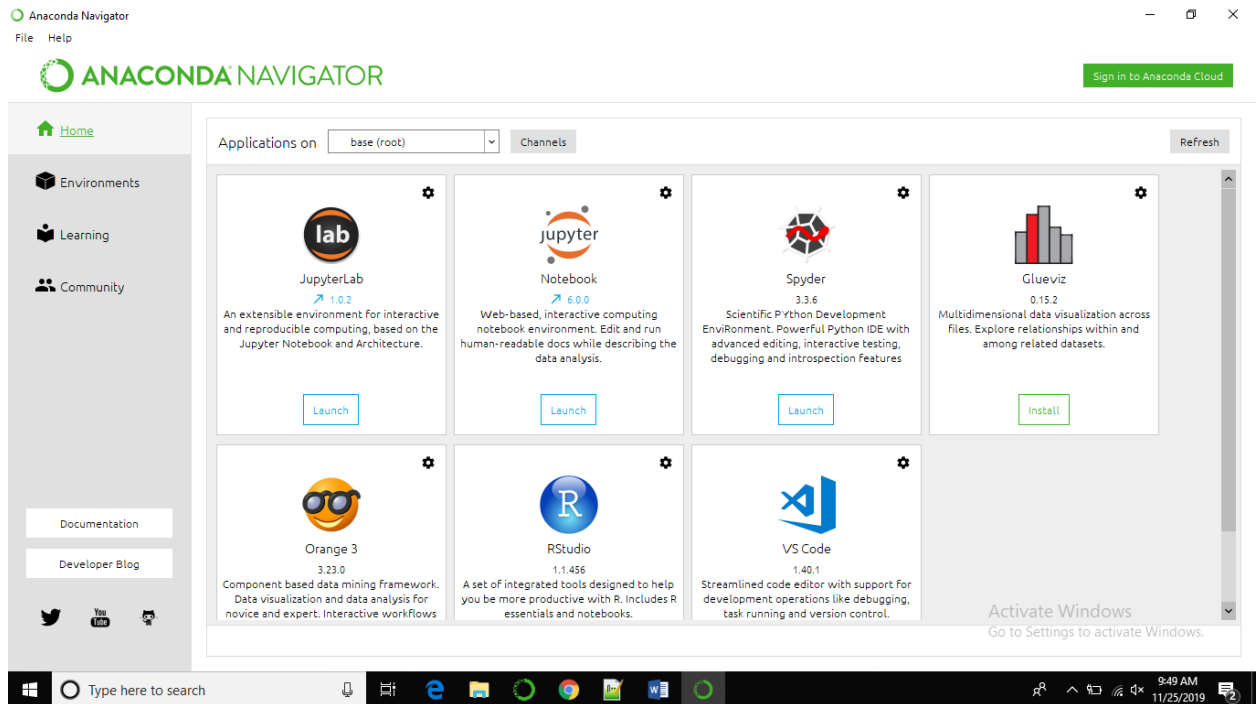 Anaconda Navigator
File Help
ANACONDA NAVIGATOR
Sign in to Anaconda Cloud
Home
Environments
Learning
Community
Documentation
Developer Blog
You
Tube
Applications on base (root) Channels Refresh
lab
JupyterLab
1.0.2
An extensible environment for interactive
and reproducible computing, based on the
Jupyter Notebook and Architecture.
Launch
jupyter
Notebook
6.0.0
Web-based, interactive computing
notebook environment. Edit and run
human-readable docs while describing the
data analysis.
Launch
Spyder
3.3.6
Scientific PYthon Development
EnviRonment. Powerful Python IDE with
advanced editing, interactive testing,
debugging and introspection features
Launch
Glueviz
0.15.2
Multidimensional data visualization across
files. Explore relationships within and
among related datasets.
Install
Orange 3
3.23.0
Component based data mining framework.
Data visualization and data analysis for
novice and expert. Interactive workflows
R
RStudio
1.1.456
A set of integrated tools designed to help
you be more productive with R. Includes R
essentials and notebooks.
VS Code
1.40.1
Streamlined code editor with support for
development operations like debugging,
task running and version control.
Activate Windows
Go to Settings to activate Windows.
Type here to search
9:49 AM
11/25/2019
2